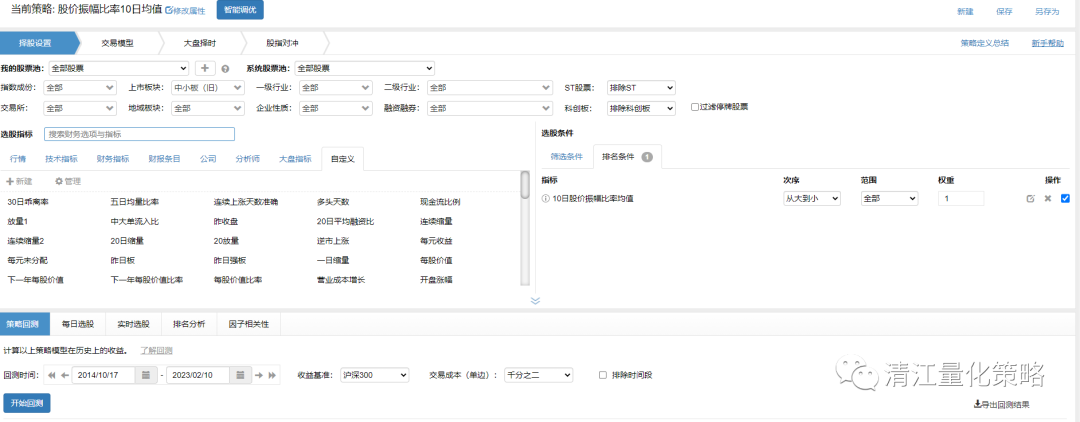 当前策略: 股价振幅比率10日均值 修改属性 智能调优
新建 保存 另存为
择股设置 交易模型 大盘择时 股指对冲 策略定义总结 新手帮助
我的股票池: 全部股票 + 系统股票池: 全部股票
指数成份: 全部 上市板块: 中小板（旧） 一级行业: 全部 二级行业: 全部 ST股票: 排除ST
交易所: 全部 地域板块: 全部 企业性质: 全部 融资融券: 全部 科创板: 排除科创板 过滤停牌股票
选股指标 搜索财务选项与指标
行情 技术指标 财务指标 财报条目 公司 分析师 大盘指标 自定义
+新建 管理
30日乖离率 五日均量比率 连续上涨天数准确 多头天数 现金流比例
放量1 中大单流入比 昨收盘 20日平均融资比 连续缩量
连续缩量2 20日缩量 20放量 逆市上涨 每元收益
每元未分配 昨日板 昨日强板 一日缩量 每股价值
下一年每股价值 下一年每股价值比率 每股价值比率 营业成本增长 开盘涨幅
选股条件
筛选条件 排名条件 1
指标 次序 范围 权重 操作
10日股价振幅比率均值 从大到小 全部 1
策略回测 每日选股 实时选股 排名分析 因子相关性
计算以上策略模型在历史上的收益。 了解回测
回测时间: 2014/10/17 - 2023/02/10 收益基准: 沪深300 交易成本（单边）: 千分之二 排除时间段
开始回测
导出回测结果
清江量化策略